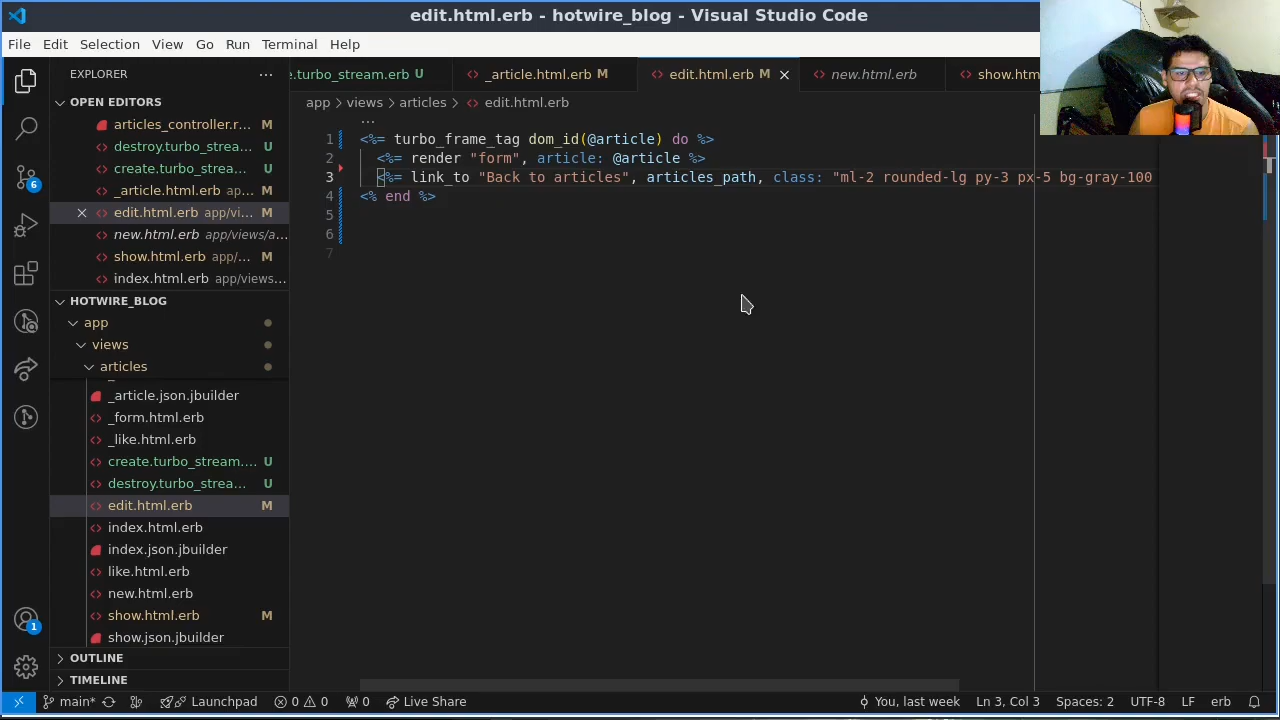 edit.html.erb - hotwire_blog - Visual Studio Code
File Edit Selection View Go Run Terminal Help
EXPLORER ···
e.turbo_stream.erb U _article.html.erb M edit.html.erb M new.html.erb show.htm
OPEN EDITORS
app > views > articles > edit.html.erb
articles_controller.r... M
destroy.turbo_strea... U
create.turbo_strea... U
_article.html.erb ap... M
edit.html.erb app/vi... M
new.html.erb app/views/a...
show.html.erb app/... M
index.html.erb app/views...
...
1 <%= turbo_frame_tag dom_id(@article) do %>
2 <%= render "form", article: @article %>
3 <%= link_to "Back to articles", articles_path, class: "ml-2 rounded-lg py-3 px-5 bg-gray-100
4 <% end %>
5
6
7
HOTWIRE_BLOG
app
views
articles
_article.json.jbuilder
_form.html.erb
_like.html.erb
create.turbo_stream.... U
destroy.turbo_strea... U
edit.html.erb M
index.html.erb
index.json.jbuilder
like.html.erb
new.html.erb
show.html.erb M
show.json.jbuilder
OUTLINE
TIMELINE
6
1
main* Launchpad 0 0 0 Live Share You, last week Ln 3, Col 3 Spaces: 2 UTF-8 LF erb